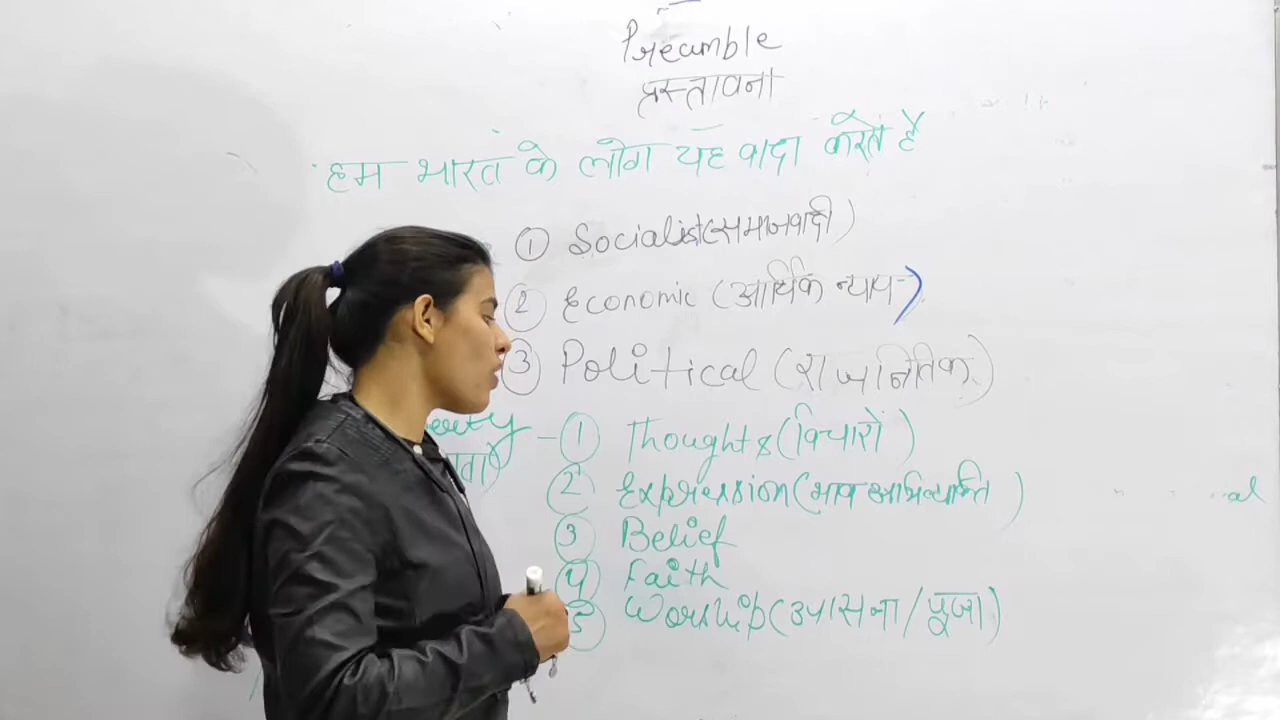 Preamble
प्रस्तावना
हम भारत के लोग यह वादा करते है
① Socialist (समाजवादी)
② Economic (आर्थिक न्याय)
③ Political (राजनितिक)
① Thoughts (विचारों)
② Expression (भाव अभिव्यक्ति)
③ Belief
④ Faith
⑤ Worship (उपासना/पूजा)